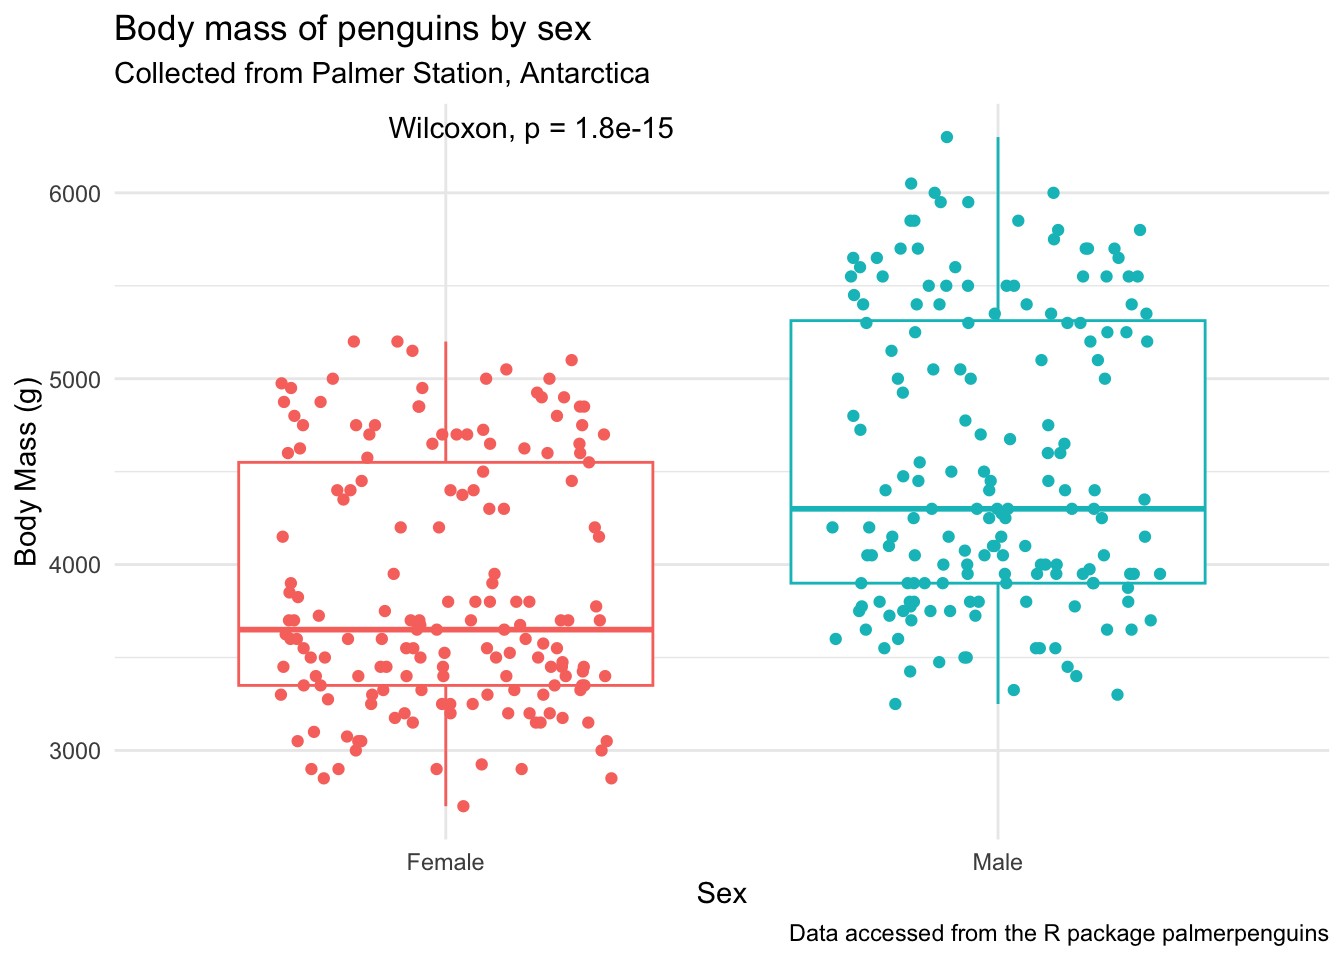 Body mass of penguins by sex
Collected from Palmer Station, Antarctica
Wilcoxon, p = 1.8e-15
6000
5000
4000
3000
Body Mass (g)
Female
Male
Sex
Data accessed from the R package palmerpenguins